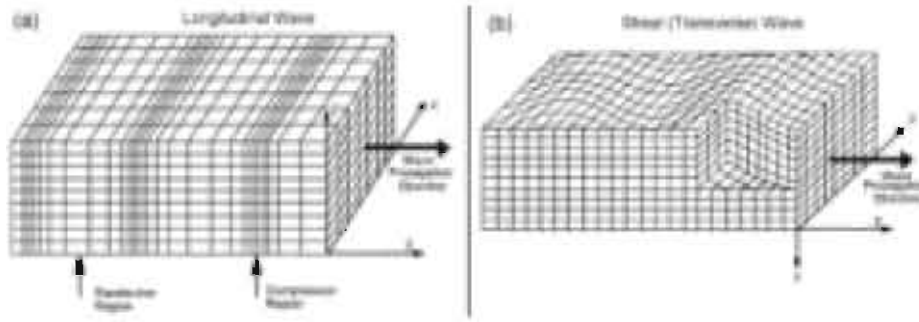 (a)
Longitudinal Wave
Wave
Propagation
Direction
Rarefaction
Region
Compression
Region
(b)
Shear (Transverse) Wave
Wave
Propagation
Direction